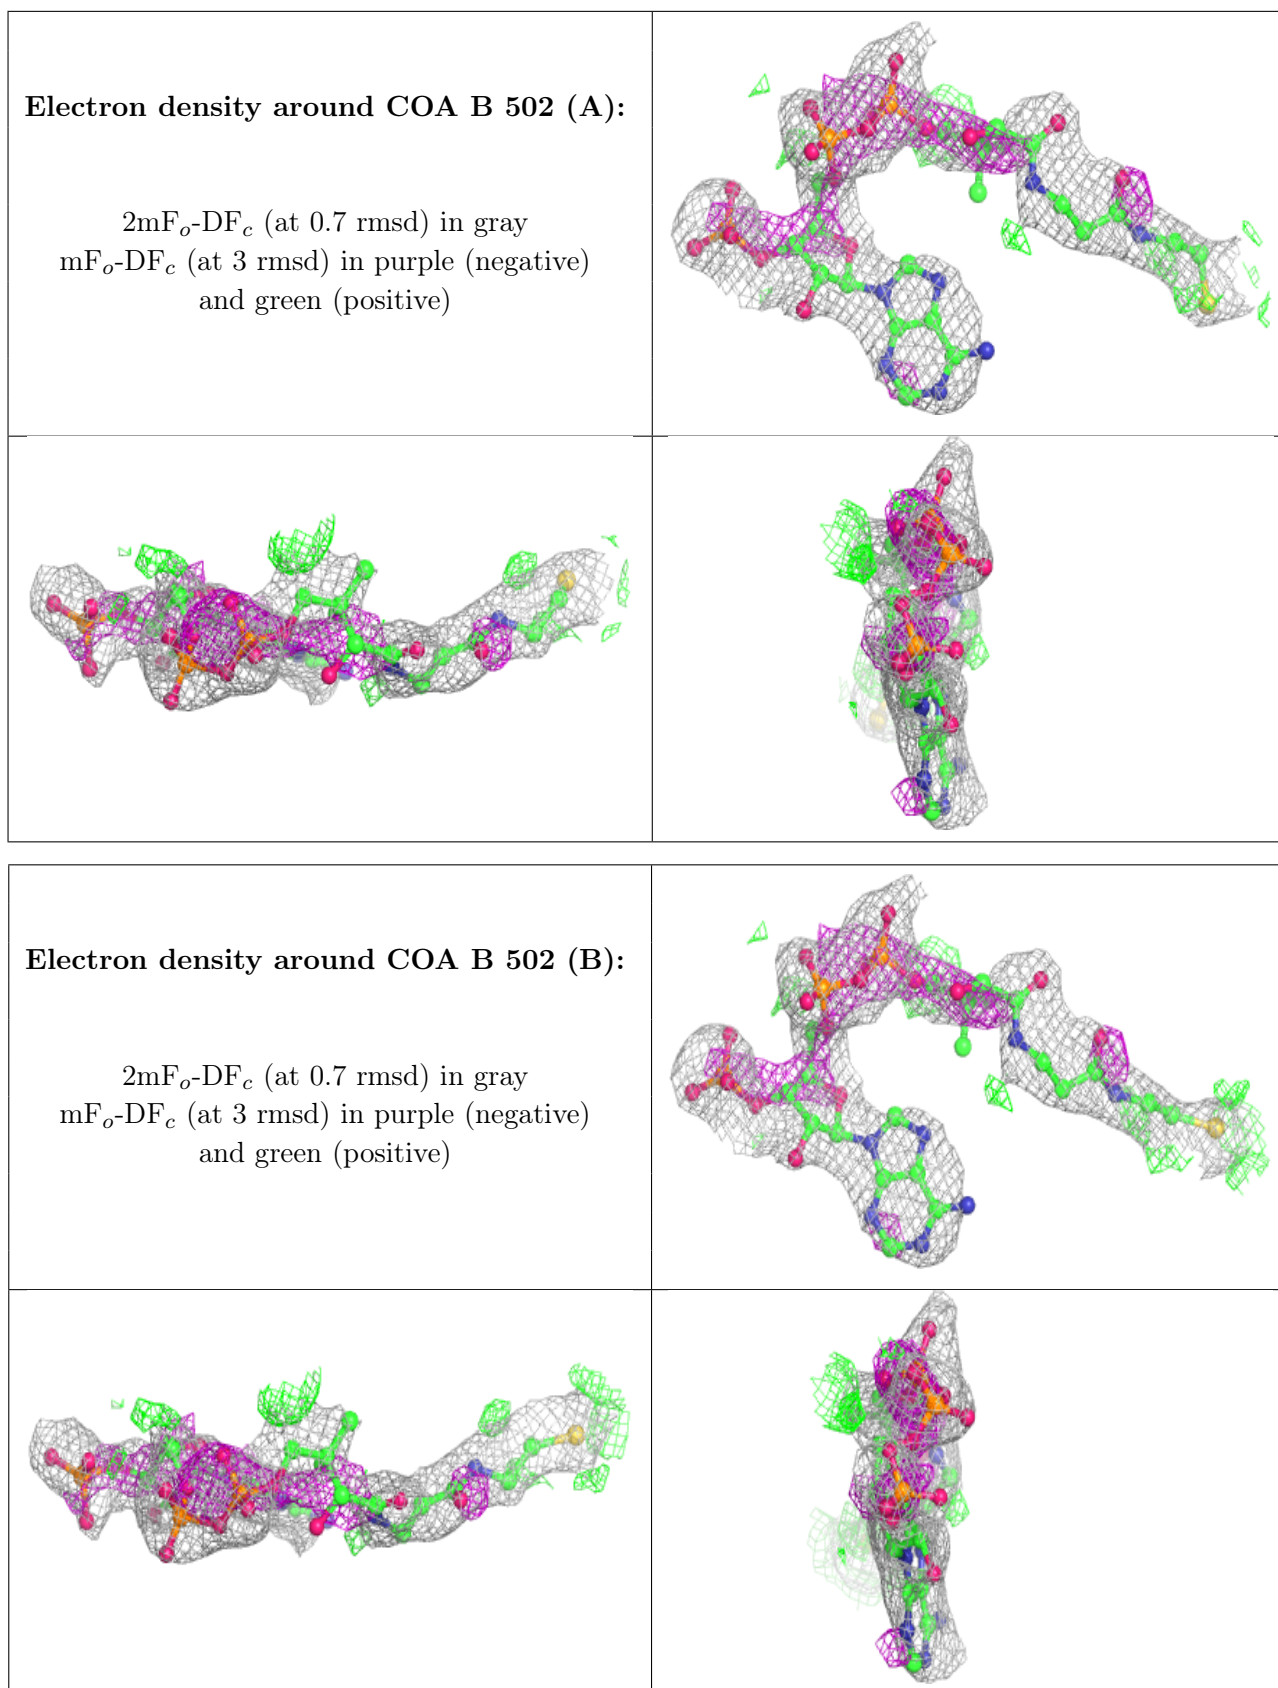 Electron density around COA B 502 (A):
2mFo-DFc (at 0.7 rmsd) in gray
mFo-DFc (at 3 rmsd) in purple (negative)
and green (positive)
Electron density around COA B 502 (B):
2mFo-DFc (at 0.7 rmsd) in gray
mFo-DFc (at 3 rmsd) in purple (negative)
and green (positive)